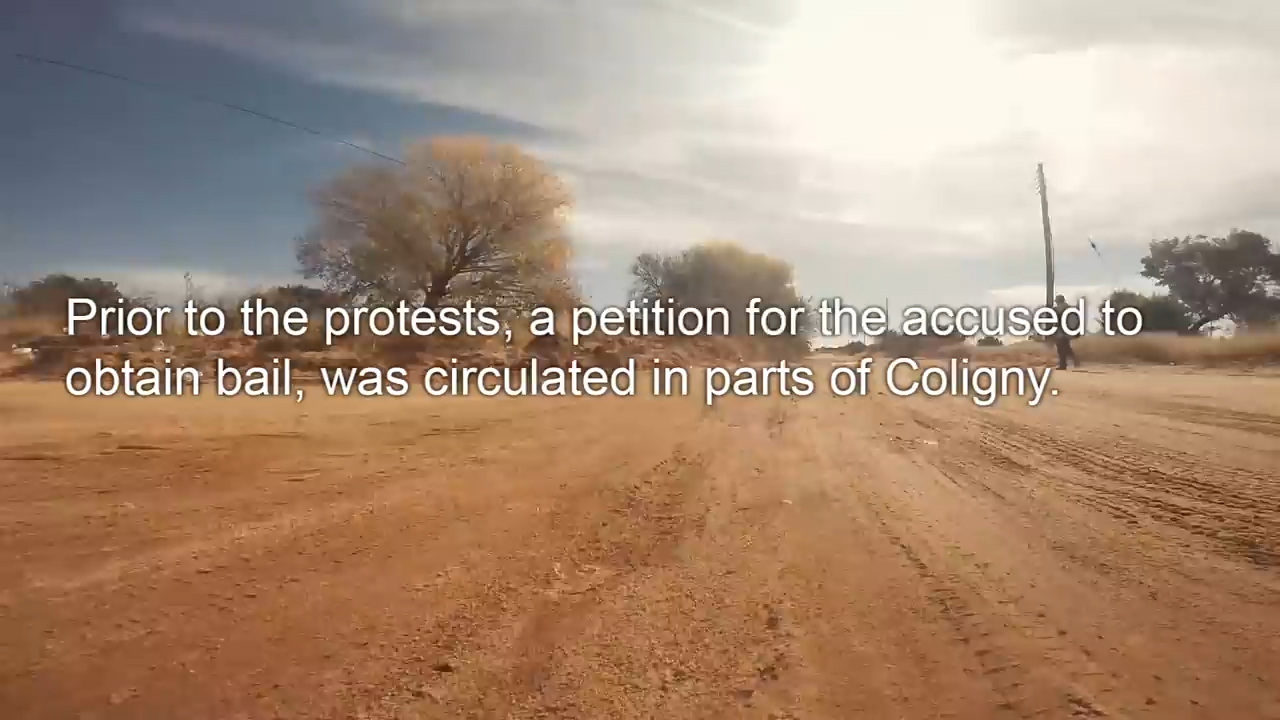 Prior to the protests, a petition for the accused to
obtain bail, was circulated in parts of Coligny.